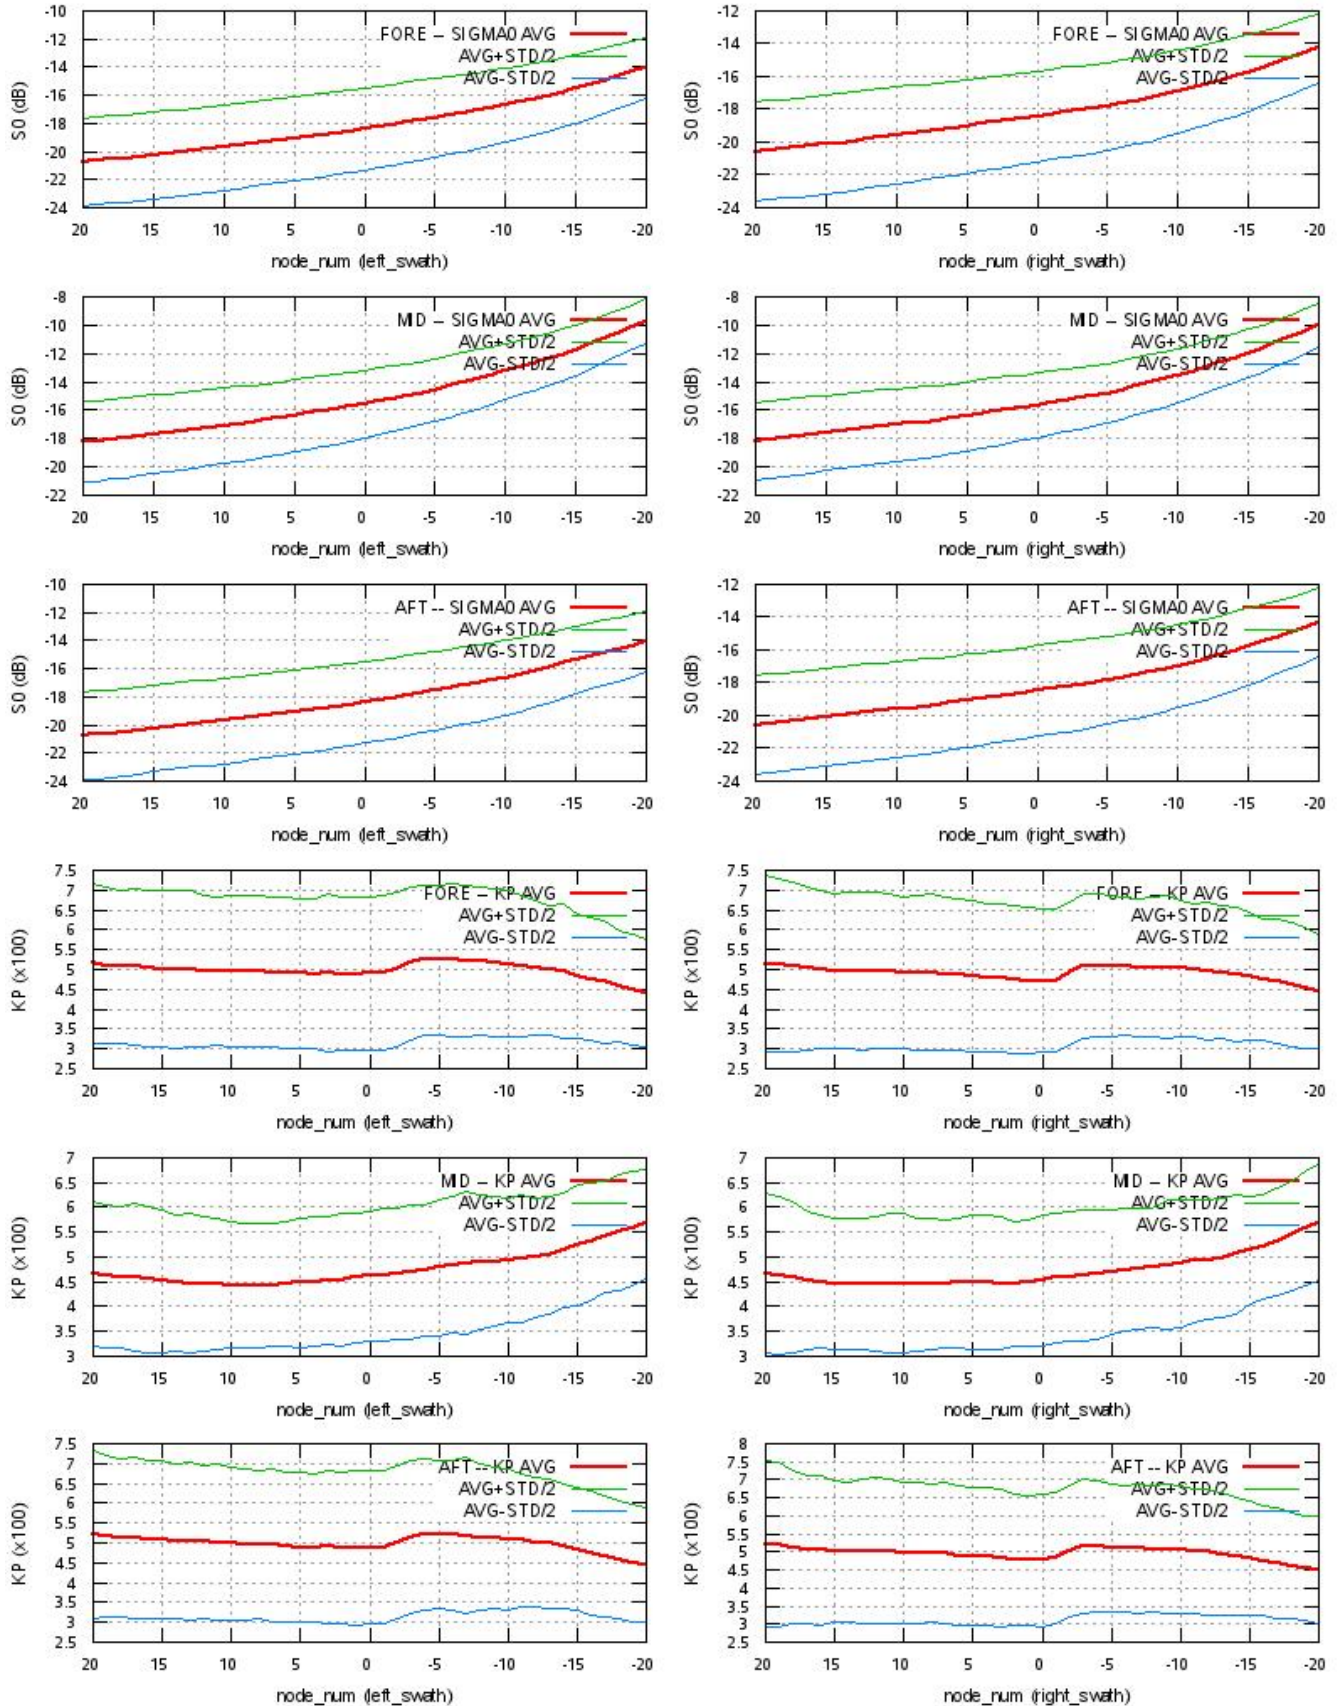 -10
-12
-14
-16
-18
-20
-22
-24
S0 (dB)
FORE -- SIGMA0 AVG
AVG+STD/2
AVG-STD/2
20 15 10 5 0 -5 -10 -15 -20
node_num (left_swath)
-12
-14
-16
-18
-20
-22
-24
S0 (dB)
FORE -- SIGMA0 AVG
AVG+STD/2
AVG-STD/2
20 15 10 5 0 -5 -10 -15 -20
node_num (right_swath)
-8
-10
-12
-14
-16
-18
-20
-22
S0 (dB)
MID -- SIGMA0 AVG
AVG+STD/2
AVG-STD/2
20 15 10 5 0 -5 -10 -15 -20
node_num (left_swath)
-8
-10
-12
-14
-16
-18
-20
-22
S0 (dB)
MID -- SIGMA0 AVG
AVG+STD/2
AVG-STD/2
20 15 10 5 0 -5 -10 -15 -20
node_num (right_swath)
-10
-12
-14
-16
-18
-20
-22
-24
S0 (dB)
AFT -- SIGMA0 AVG
AVG+STD/2
AVG-STD/2
20 15 10 5 0 -5 -10 -15 -20
node_num (left_swath)
-12
-14
-16
-18
-20
-22
-24
S0 (dB)
AFT -- SIGMA0 AVG
AVG+STD/2
AVG-STD/2
20 15 10 5 0 -5 -10 -15 -20
node_num (right_swath)
7.5
7
6.5
6
5.5
5
4.5
4
3.5
3
2.5
KP (x100)
FORE -- KP AVG
AVG+STD/2
AVG-STD/2
20 15 10 5 0 -5 -10 -15 -20
node_num (left_swath)
7.5
7
6.5
6
5.5
5
4.5
4
3.5
3
2.5
KP (x100)
FORE -- KP AVG
AVG+STD/2
AVG-STD/2
20 15 10 5 0 -5 -10 -15 -20
node_num (right_swath)
7
6.5
6
5.5
5
4.5
4
3.5
3
KP (x100)
MID -- KP AVG
AVG+STD/2
AVG-STD/2
20 15 10 5 0 -5 -10 -15 -20
node_num (left_swath)
7
6.5
6
5.5
5
4.5
4
3.5
3
KP (x100)
MID -- KP AVG
AVG+STD/2
AVG-STD/2
20 15 10 5 0 -5 -10 -15 -20
node_num (right_swath)
7.5
7
6.5
6
5.5
5
4.5
4
3.5
3
2.5
KP (x100)
AFT -- KP AVG
AVG+STD/2
AVG-STD/2
20 15 10 5 0 -5 -10 -15 -20
node_num (left_swath)
8
7.5
7
6.5
6
5.5
5
4.5
4
3.5
3
2.5
KP (x100)
AFT -- KP AVG
AVG+STD/2
AVG-STD/2
20 15 10 5 0 -5 -10 -15 -20
node_num (right_swath)